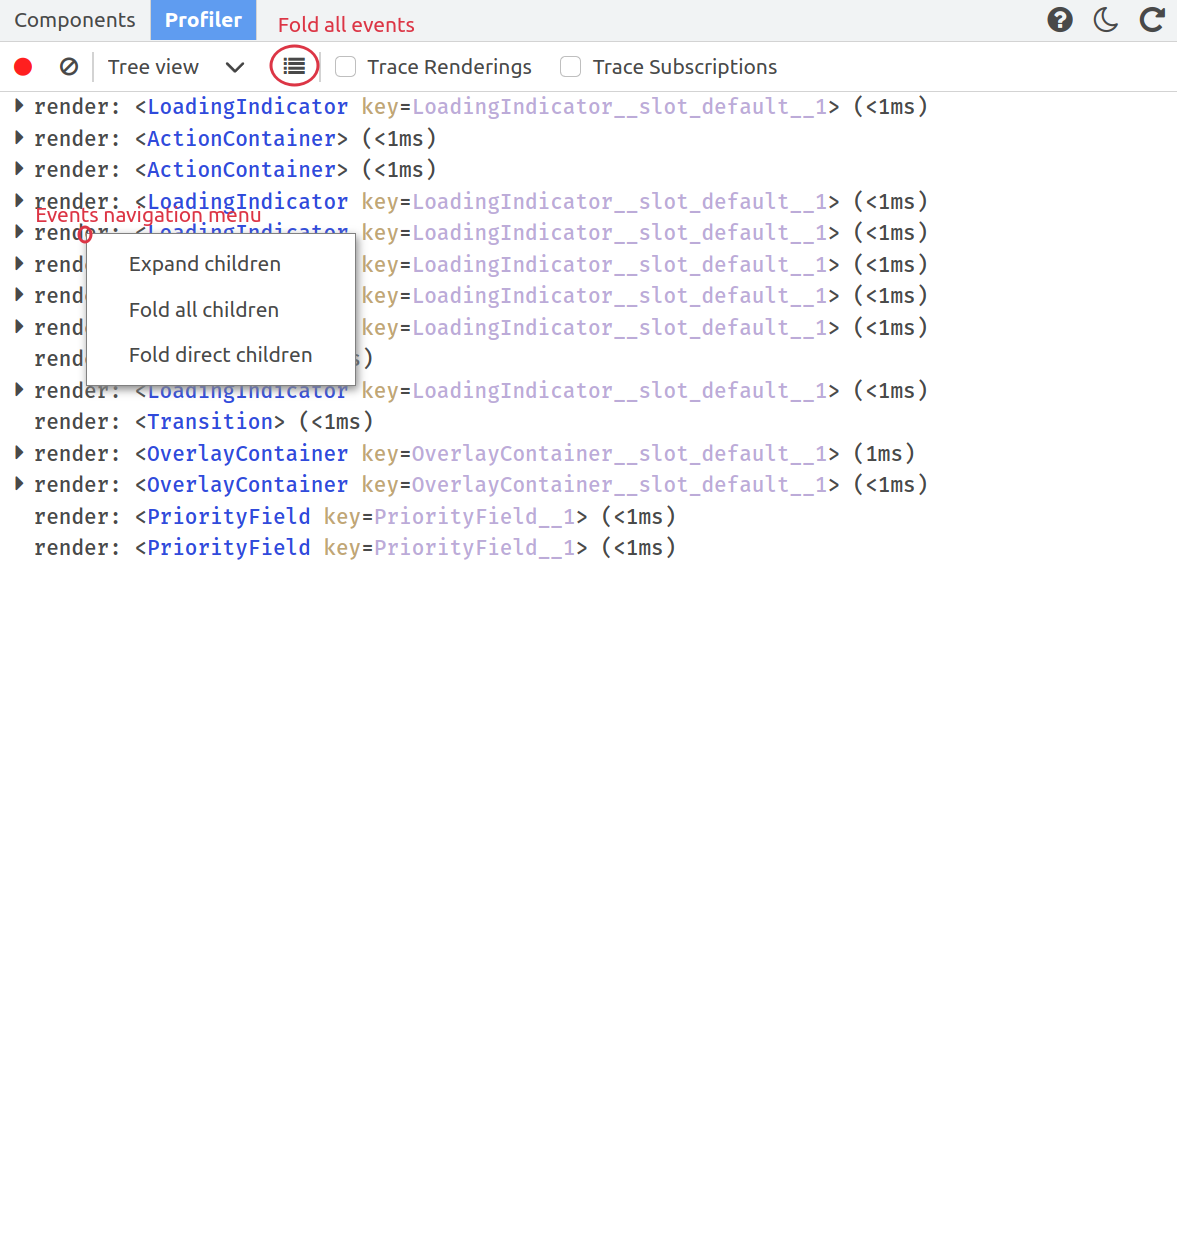 Components Profiler Fold all events
Tree view Trace Renderings Trace Subscriptions
render: <LoadingIndicator key=LoadingIndicator__slot_default__1> (<1ms)
render: <ActionContainer> (<1ms)
render: <ActionContainer> (<1ms)
render: <LoadingIndicator key=LoadingIndicator__slot_default__1> (<1ms)
Events navigation menu
render: <LoadingIndicator key=LoadingIndicator__slot_default__1> (<1ms)
Expand children
rend key=LoadingIndicator__slot_default__1> (<1ms)
rend key=LoadingIndicator__slot_default__1> (<1ms)
Fold all children
rend key=LoadingIndicator__slot_default__1> (<1ms)
Fold direct children
rend s)
render: <LoadingIndicator key=LoadingIndicator__slot_default__1> (<1ms)
render: <Transition> (<1ms)
render: <OverlayContainer key=OverlayContainer__slot_default__1> (1ms)
render: <OverlayContainer key=OverlayContainer__slot_default__1> (<1ms)
render: <PriorityField key=PriorityField__1> (<1ms)
render: <PriorityField key=PriorityField__1> (<1ms)